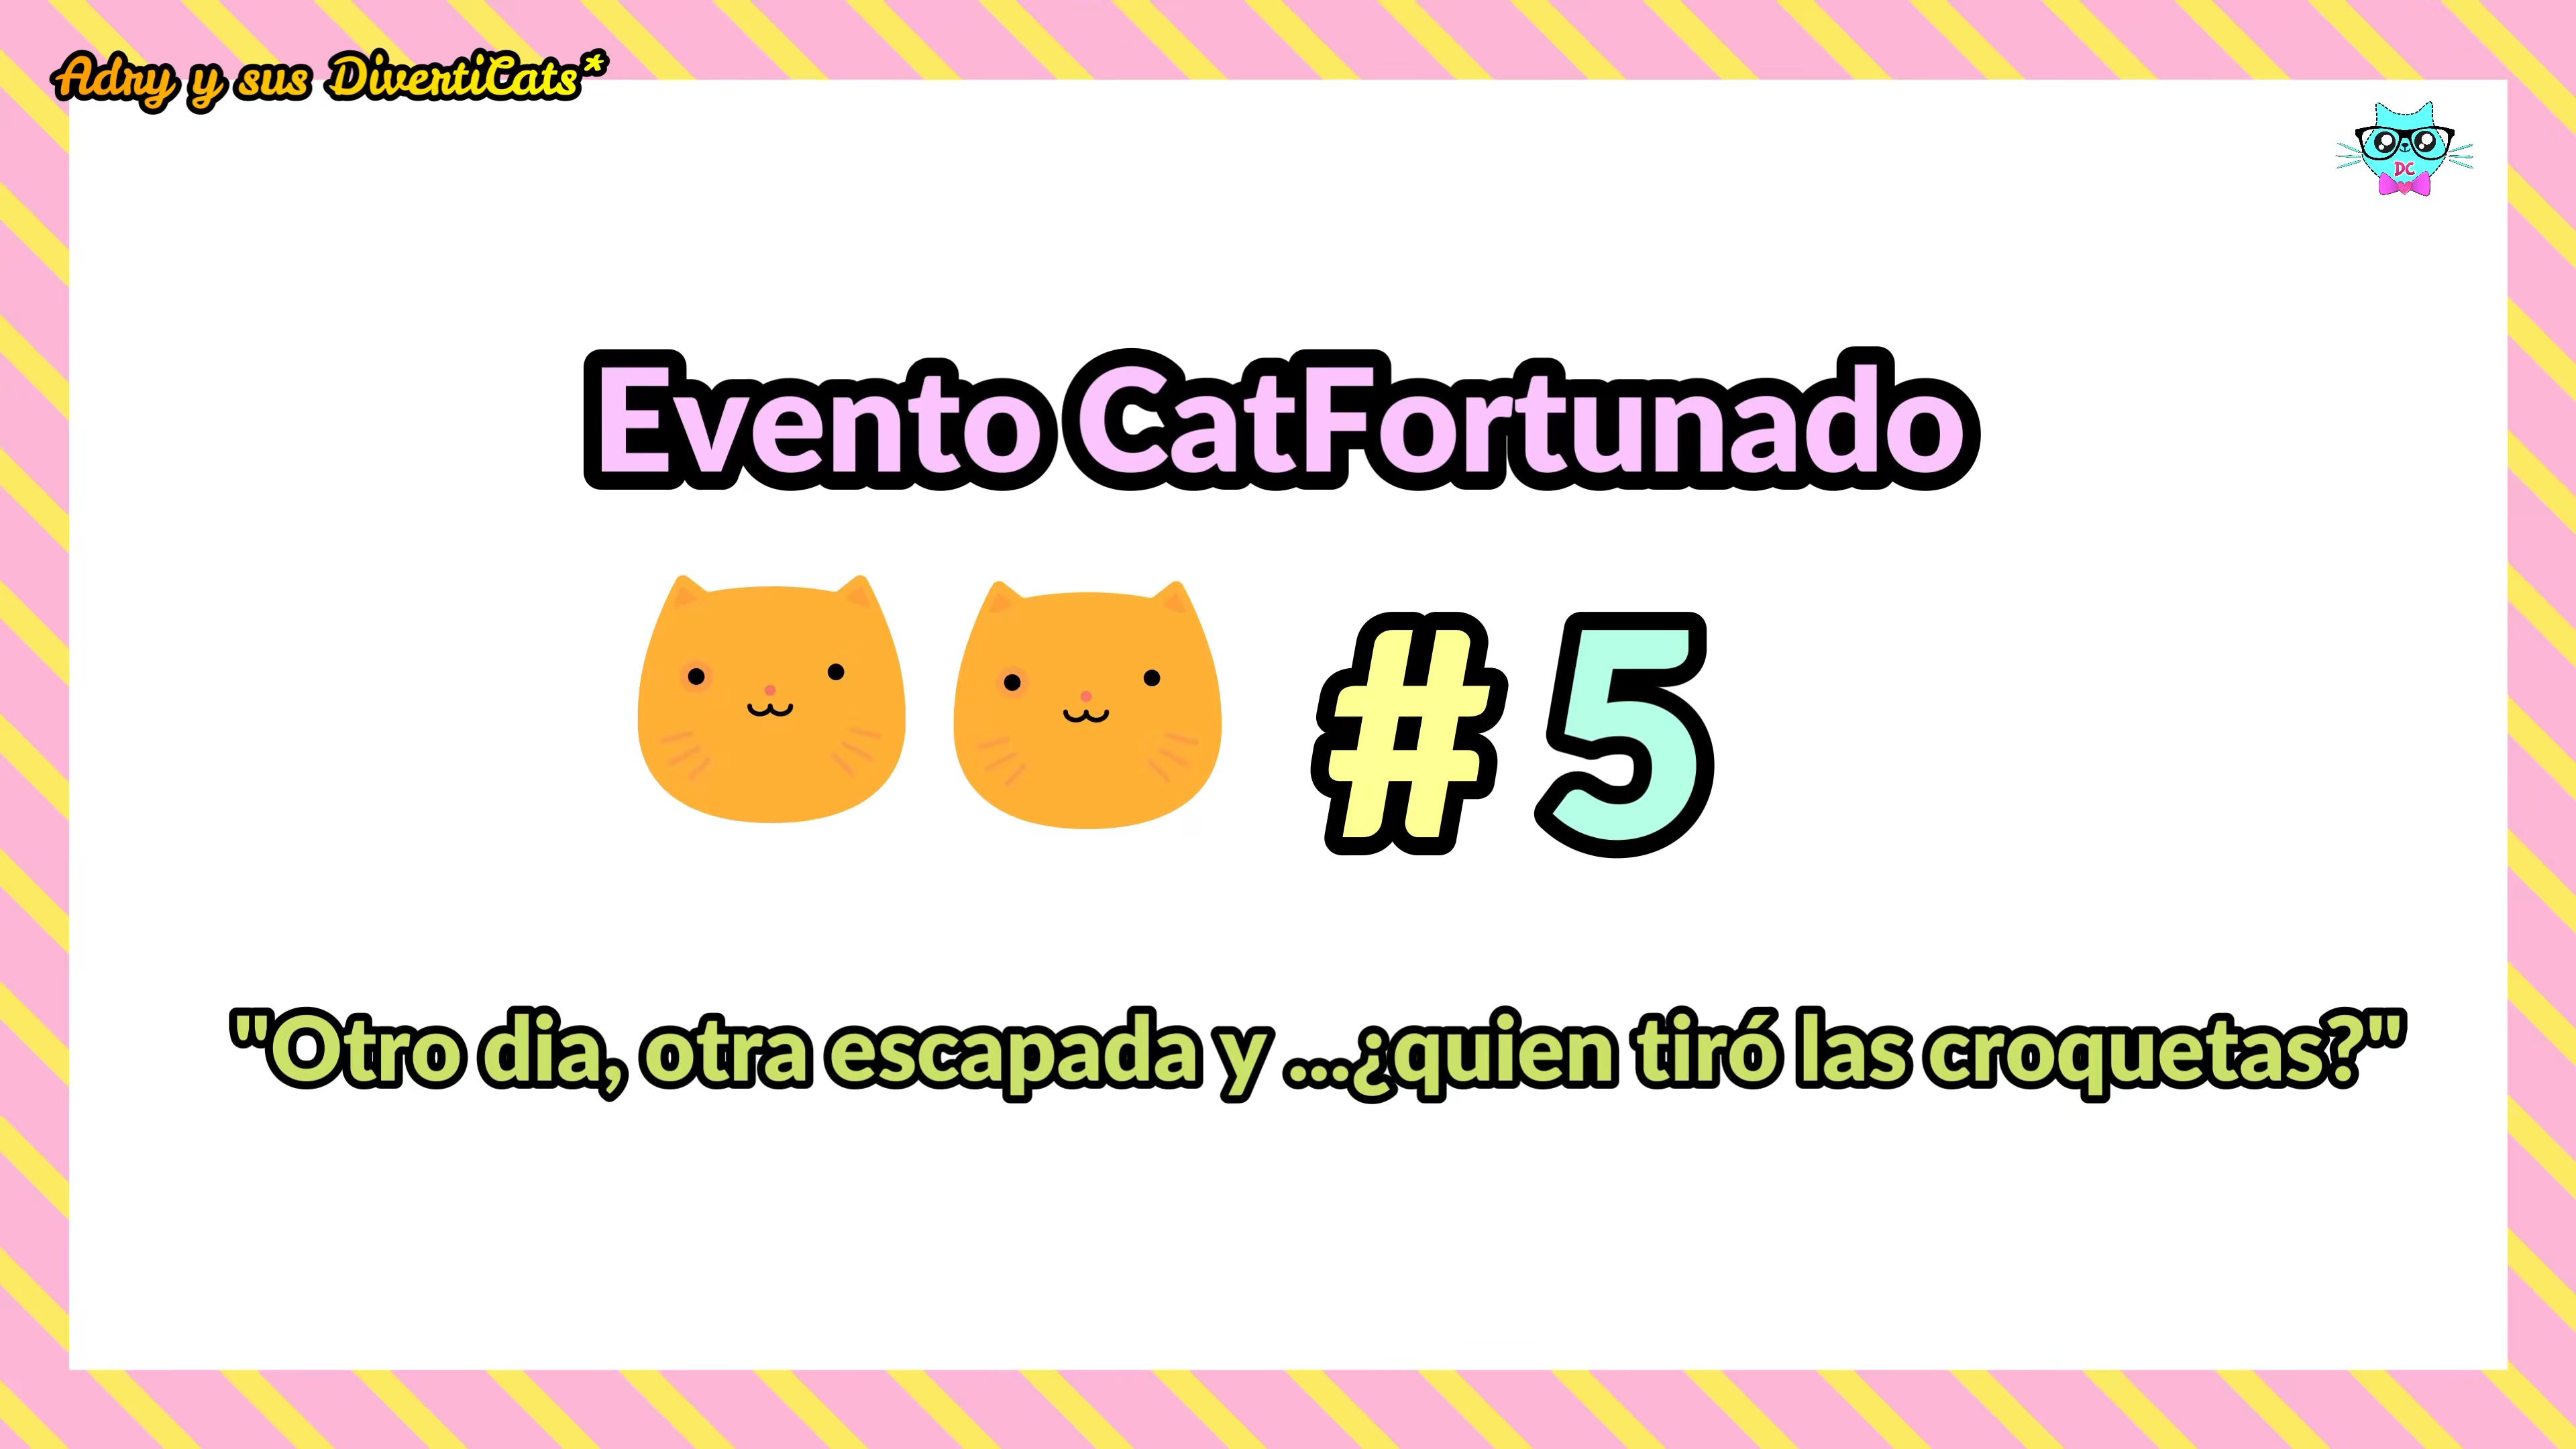 Adry y sus DivertiCats*
DC
Evento CatFortunado
#5
"Otro dia, otra escapada y ...¿quien tiró las croquetas?"